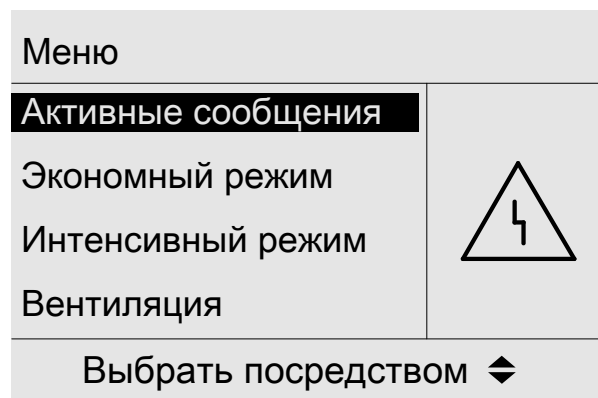 Меню
Активные сообщения
Экономный режим
Интенсивный режим
Вентиляция
Выбрать посредством